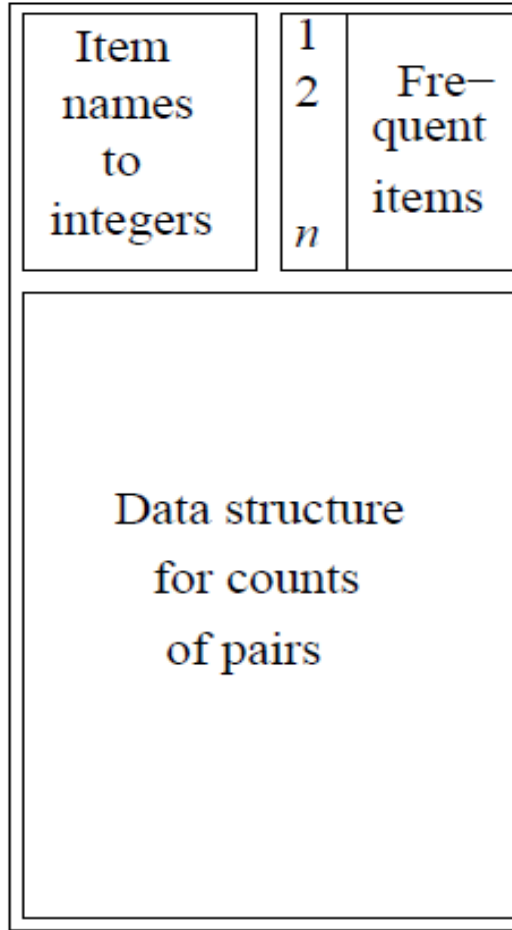 Item
names
to
integers
1
2
n
Fre–
quent
items
Data structure
for counts
of pairs